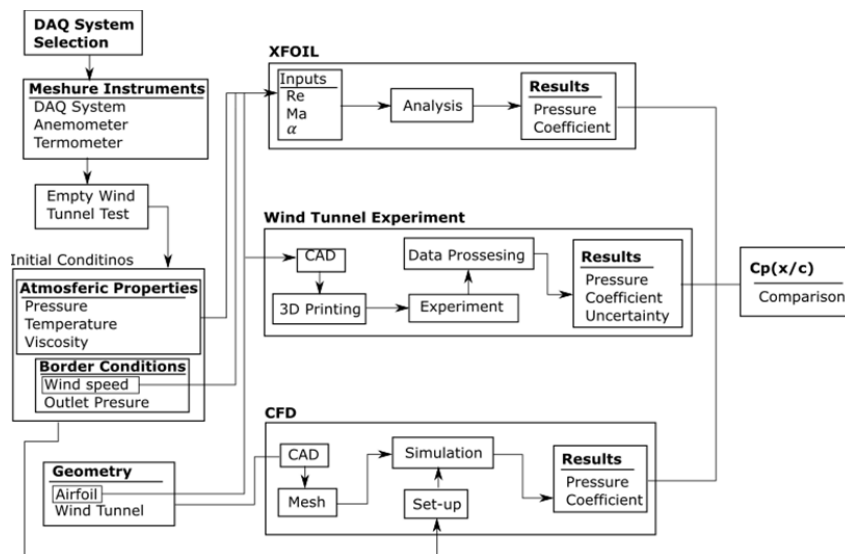 DAQ System
Selection
Meshure Instruments
DAQ System
Anemometer
Termometer
Empty Wind
Tunnel Test
Initial Conditinos
Atmosferic Properties
Pressure
Temperature
Viscosity
Border Conditions
Wind speed
Outlet Presure
Geometry
Airfoil
Wind Tunnel
XFOIL
Inputs
Re
Ma
α
Analysis
Results
Pressure
Coefficient
Wind Tunnel Experiment
CAD
3D Printing
Experiment
Data Prossesing
Results
Pressure
Coefficient
Uncertainty
CFD
CAD
Mesh
Set-up
Simulation
Results
Pressure
Coefficient
Cp(x/c)
Comparison